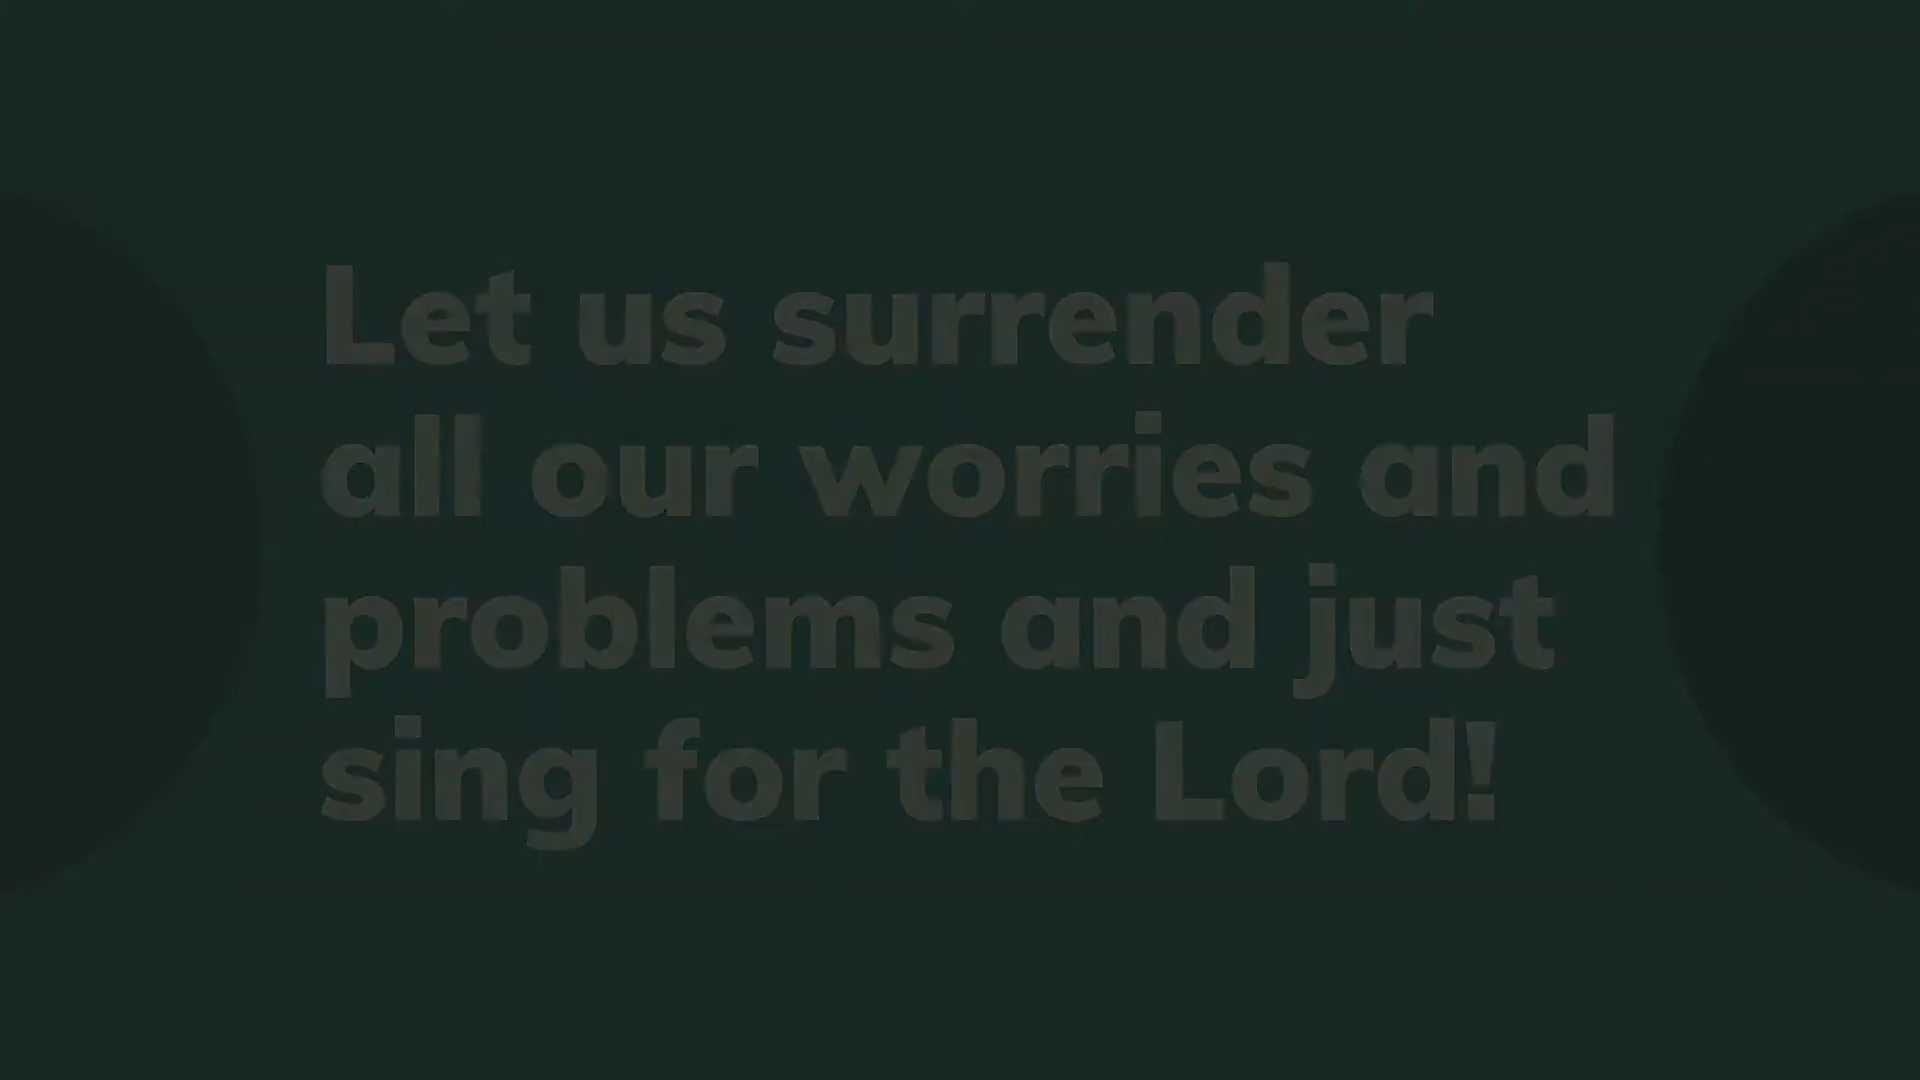 Let us surrender
all our worries and
problems and just
sing for the Lord!